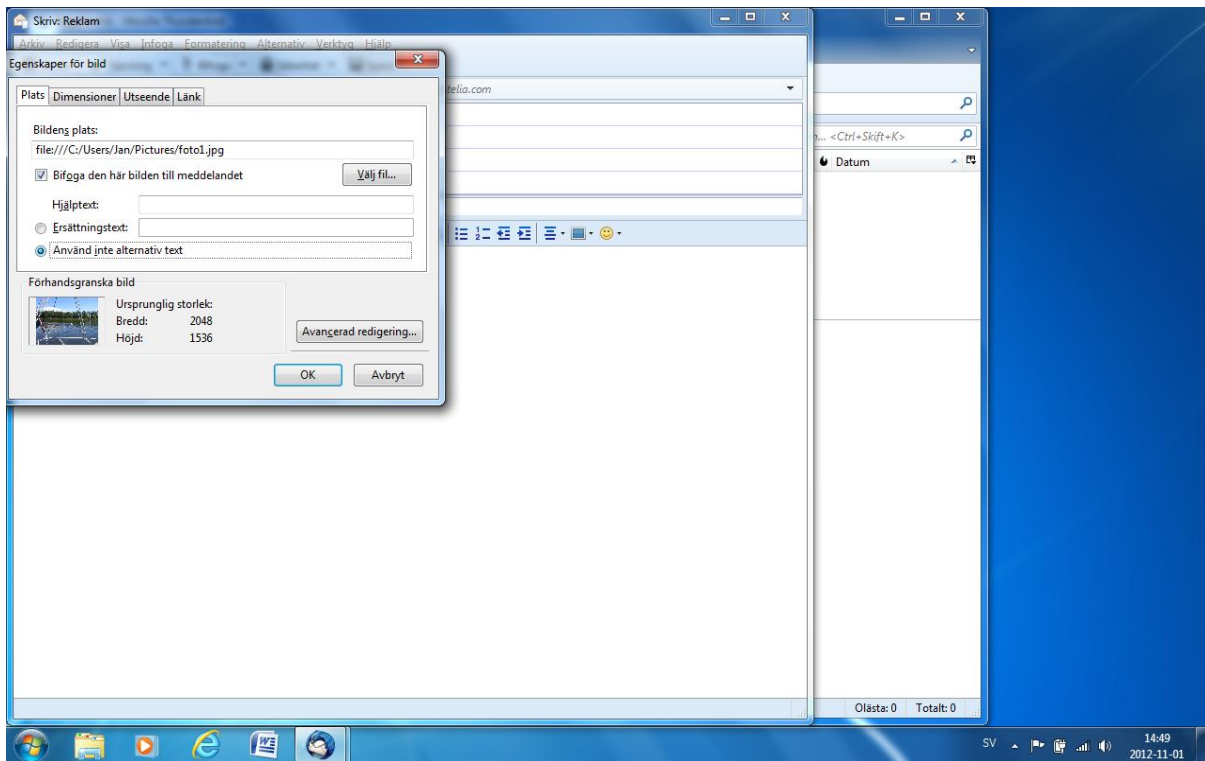 Skriv: Reklam
Arkiv Redigera Visa Infoga Formatering Alternativ Verktyg Hjälp
Egenskaper för bild
telia.com
Plats Dimensioner Utseende Länk
Bildens plats:
file:///C:/Users/Jan/Pictures/foto1.jpg
... <Ctrl+Skift+K>
Bifoga den här bilden till meddelandet Välj fil...
Datum
Hjälptext:
Ersättningstext:
Använd inte alternativ text
Förhandsgranska bild
Ursprunglig storlek:
Bredd: 2048
Höjd: 1536
Avancerad redigering...
OK Avbryt
Olästa: 0 Totalt: 0
SV 14:49
2012-11-01